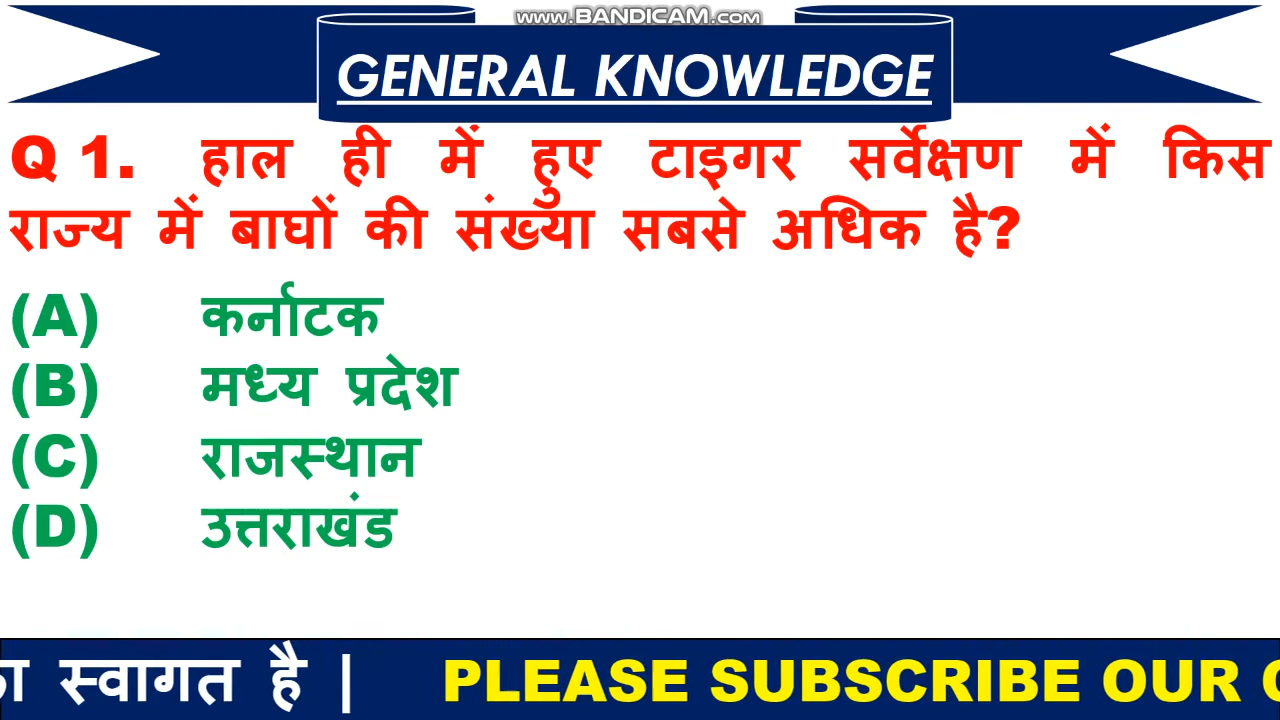 www.BANDICAM.com
GENERAL KNOWLEDGE
Q 1. हाल ही में हुए टाइगर सर्वेक्षण में किस
राज्य में बाघों की संख्या सबसे अधिक है?
(A) कर्नाटक
(B) मध्य प्रदेश
(C) राजस्थान
(D) उत्तराखंड
स्वागत है | PLEASE SUBSCRIBE OUR